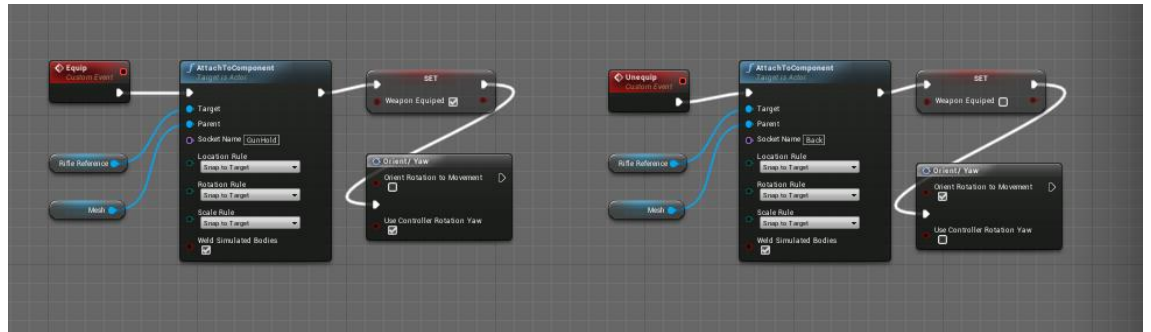 Equip
Custom Event
AttachToComponent
Target is Actor
Target
Parent
Socket Name GunHold
Location Rule
Snap to Target
Rotation Rule
Snap to Target
Scale Rule
Snap to Target
Weld Simulated Bodies
Rifle Reference
Mesh
SET
Weapon Equiped
Orient/ Yaw
Orient Rotation to Movement
Use Controller Rotation Yaw
Unequip
Custom Event
AttachToComponent
Target is Actor
Target
Parent
Socket Name Back
Location Rule
Snap to Target
Rotation Rule
Snap to Target
Scale Rule
Snap to Target
Weld Simulated Bodies
Rifle Reference
Mesh
SET
Weapon Equiped
Orient/ Yaw
Orient Rotation to Movement
Use Controller Rotation Yaw